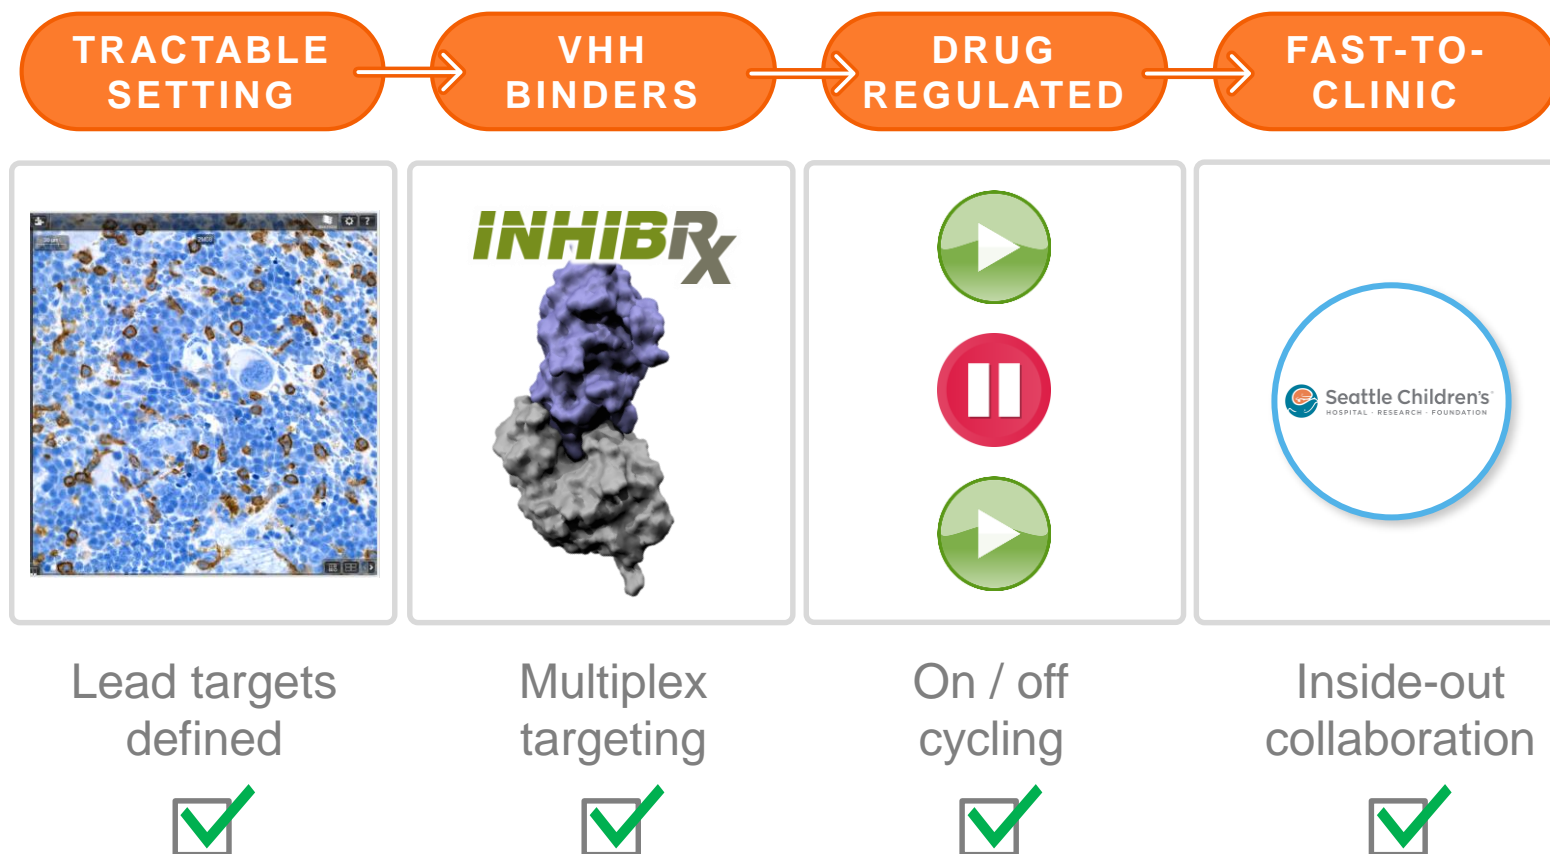 TRACTABLE
SETTING
VHH
BINDERS
DRUG
REGULATED
FAST-TO-
CLINIC
?
INHIBRX
Seattle Children's
HOSPITAL · RESEARCH · FOUNDATION
Lead targets
defined
Multiplex
targeting
On / off
cycling
Inside-out
collaboration